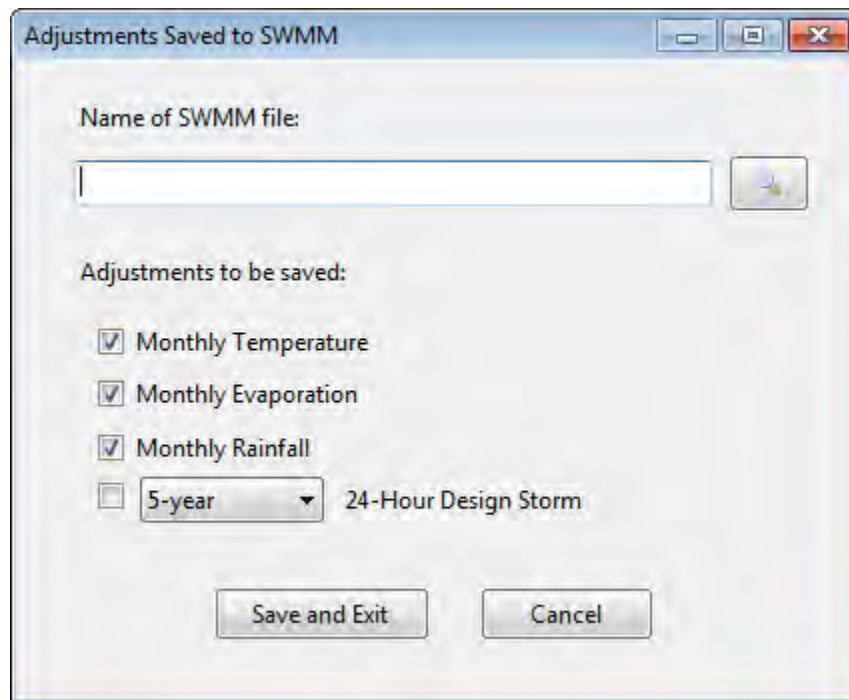 Adjustments Saved to SWMM
Name of SWMM file:
Adjustments to be saved:
Monthly Temperature
Monthly Evaporation
Monthly Rainfall
5-year 24-Hour Design Storm
Save and Exit Cancel